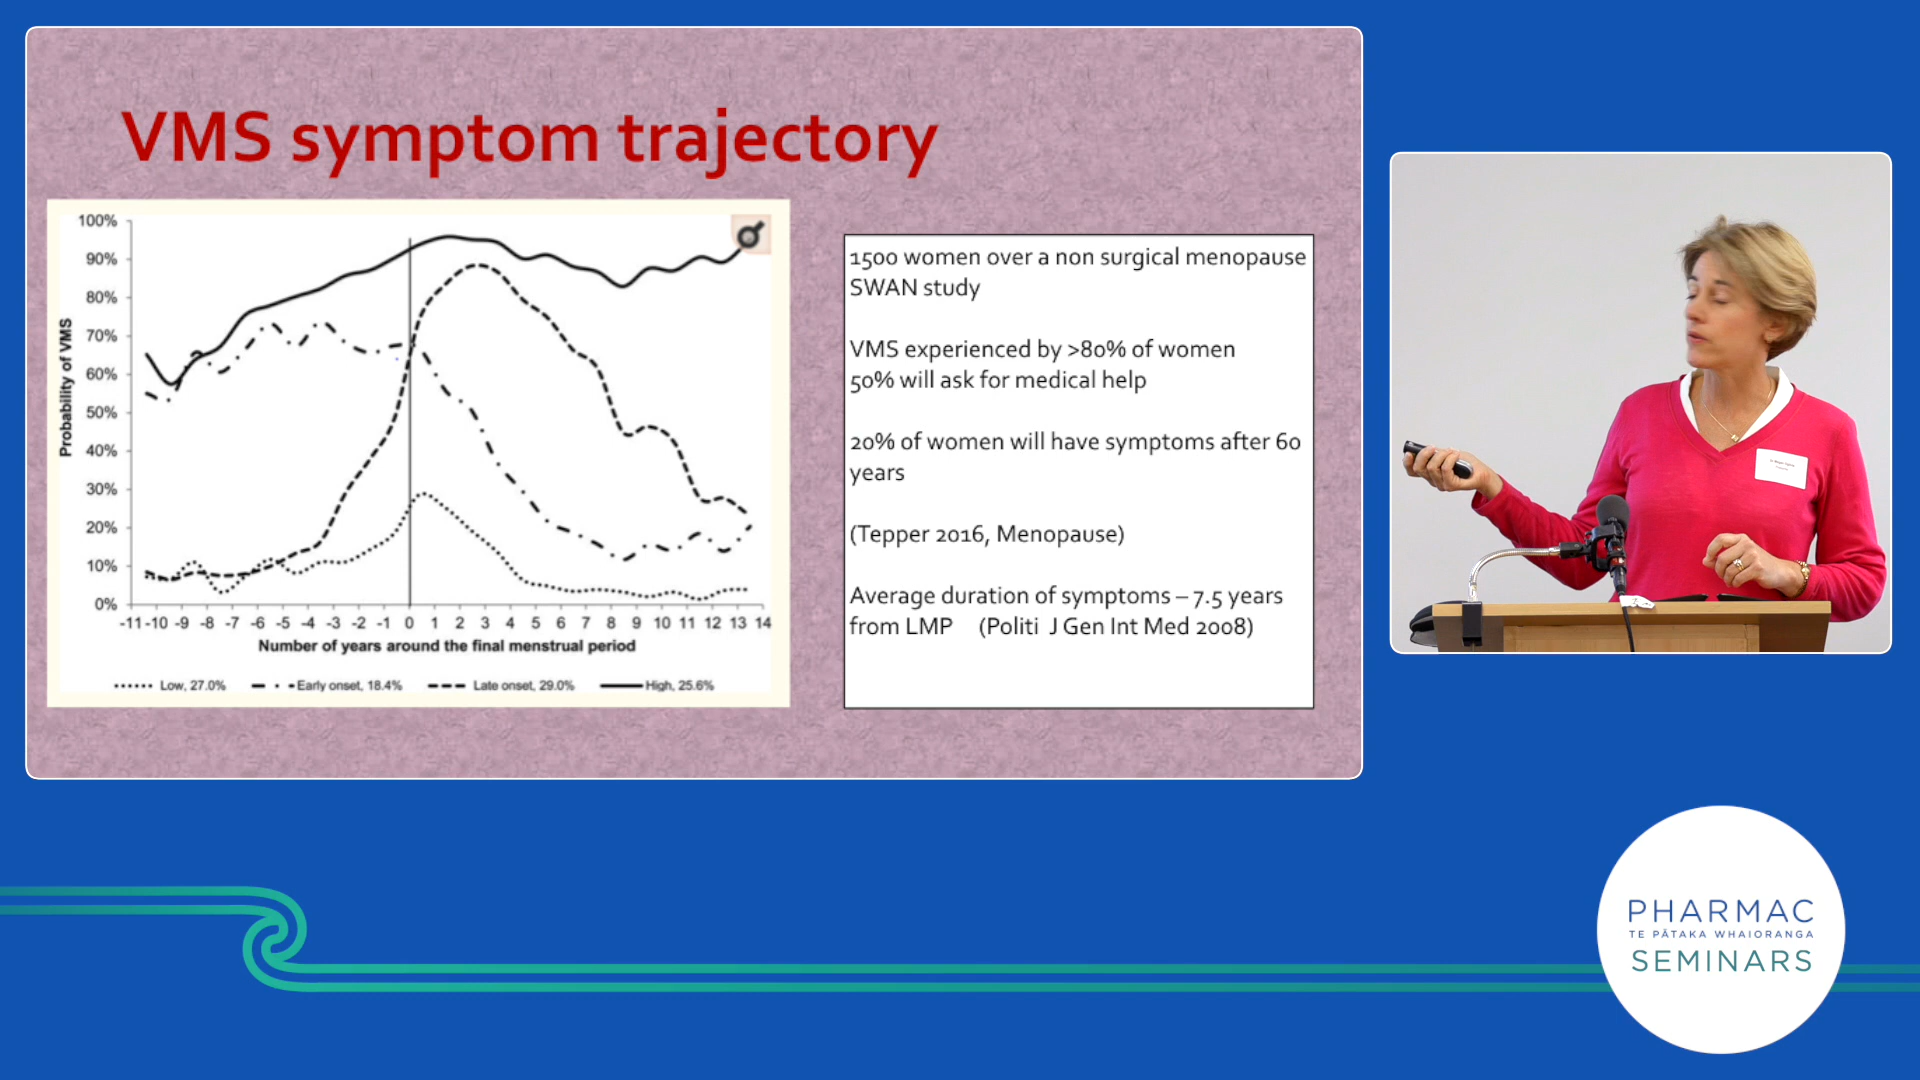 VMS symptom trajectory
100%
90%
80%
70%
60%
50%
40%
30%
20%
10%
0%
Probability of VMS
-11 -10 -9 -8 -7 -6 -5 -4 -3 -2 -1 0 1 2 3 4 5 6 7 8 9 10 11 12 13 14
Number of years around the final menstrual period
Low, 27.0% Early onset, 18.4% Late onset, 29.0% High, 25.6%
1500 women over a non surgical menopause
SWAN study
VMS experienced by >80% of women
50% will ask for medical help
20% of women will have symptoms after 60
years
(Tepper 2016, Menopause)
Average duration of symptoms – 7.5 years
from LMP (Politi J Gen Int Med 2008)
PHARMAC
TE PĀTAKA WHAIORANGA
SEMINARS